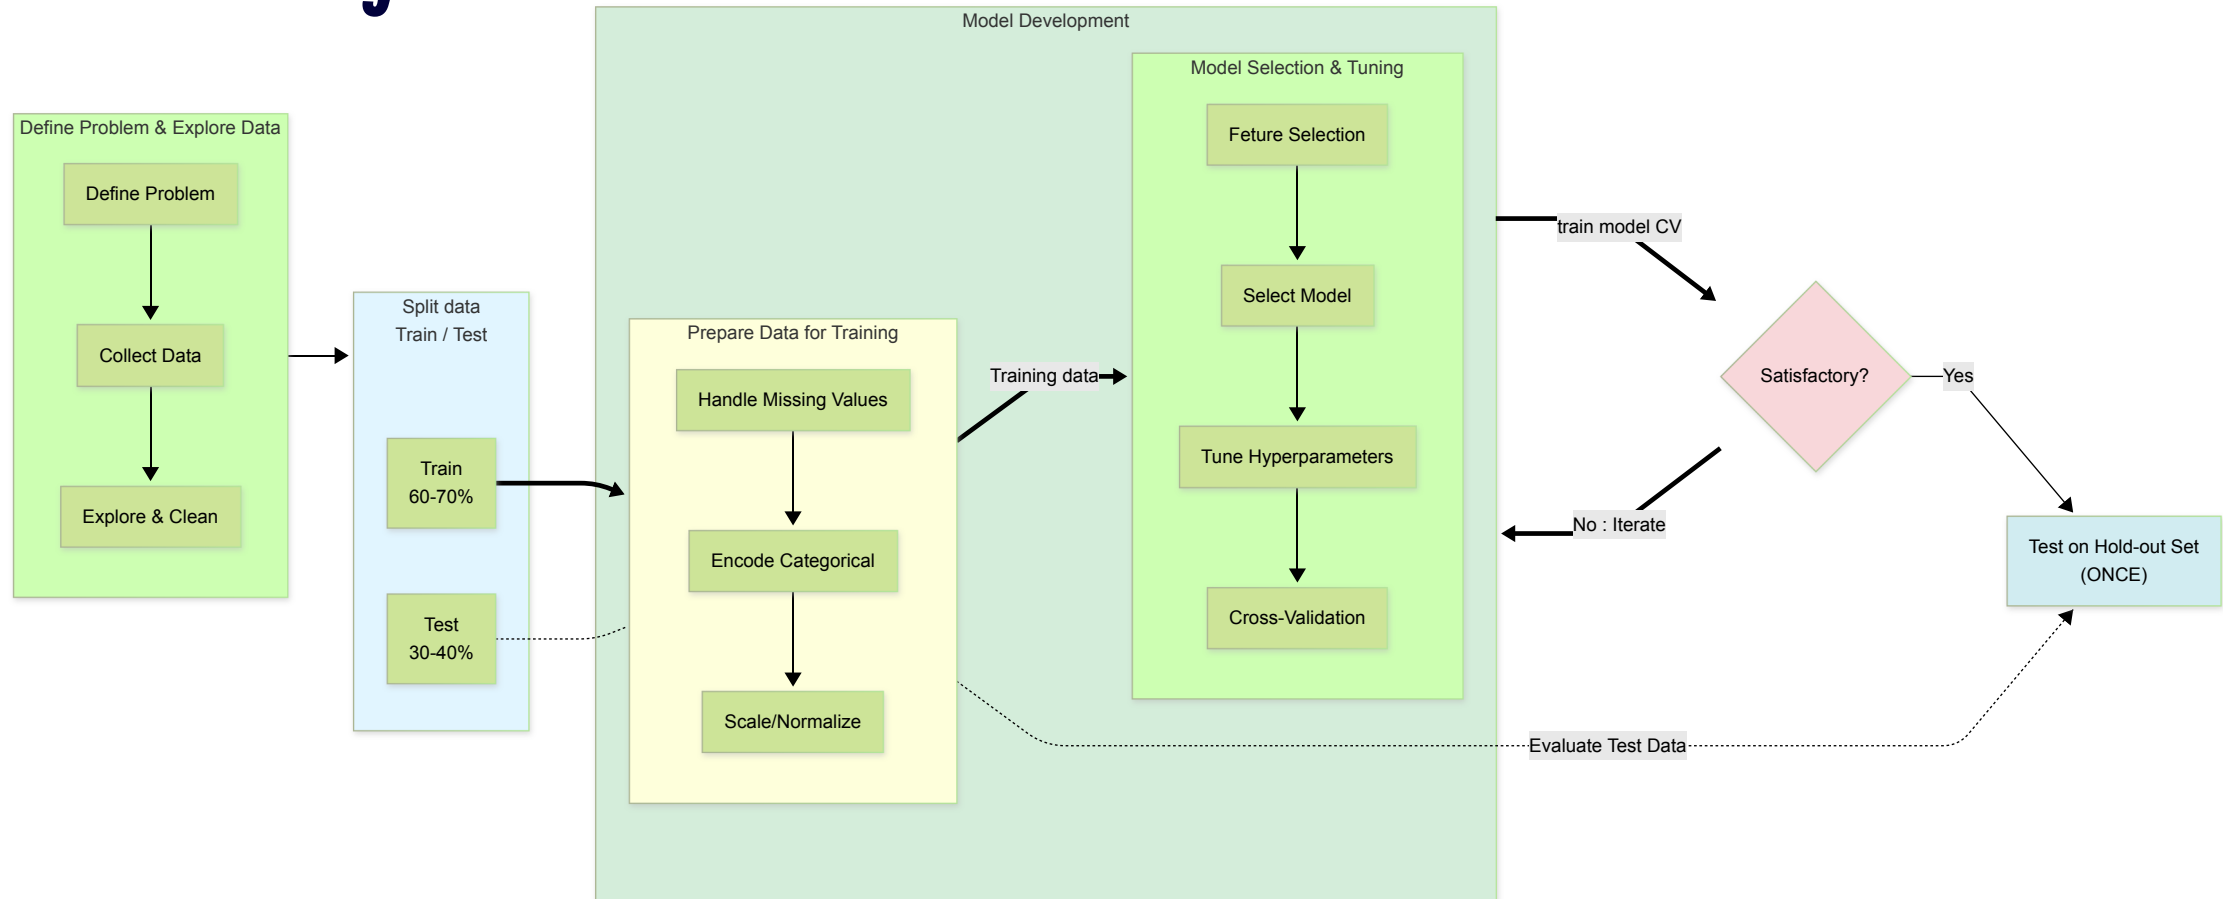 Model Development
Define Problem & Explore Data
Define Problem
Collect Data
Explore & Clean
Split data
Train / Test
Train
60-70%
Test
30-40%
Prepare Data for Training
Handle Missing Values
Encode Categorical
Scale/Normalize
Training data
Model Selection & Tuning
Feture Selection
Select Model
Tune Hyperparameters
Cross-Validation
train model CV
Satisfactory?
No : Iterate
Yes
Test on Hold-out Set
(ONCE)
Evaluate Test Data